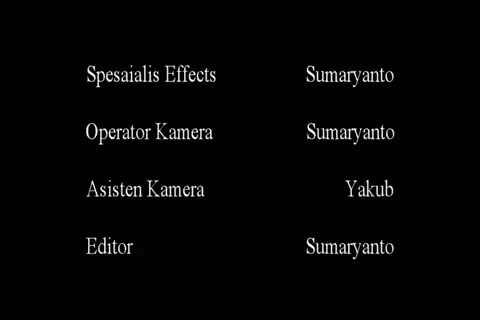 Spesaialis Effects Sumaryanto
Operator Kamera Sumaryanto
Asisten Kamera Yakub
Editor Sumaryanto